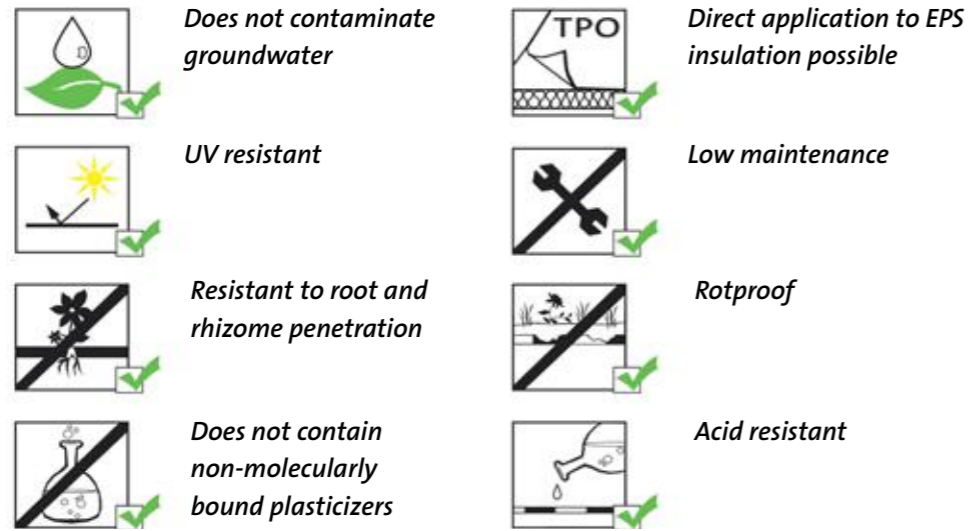 Does not contaminate
groundwater
TPO
Direct application to EPS
insulation possible
UV resistant
Low maintenance
Resistant to root and
rhizome penetration
Rotproof
Does not contain
non-molecularly
bound plasticizers
Acid resistant